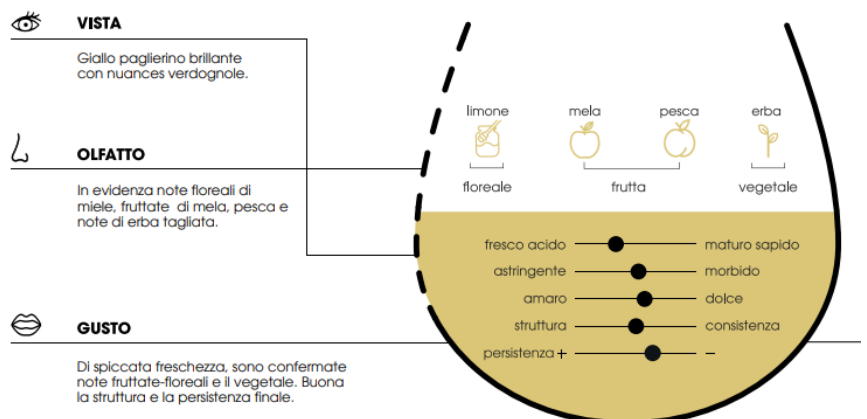 VISTA
Giallo paglierino brillante
con nuances verdognole.
OLFATTO
In evidenza note floreali di
miele, fruttate di mela, pesca e
note di erba tagliata.
GUSTO
Di spiccata freschezza, sono confermate
note fruttate-floreali e il vegetale. Buona
la struttura e la persistenza finale.
limone mela pesca erba
floreale frutta vegetale
fresco acido maturo sapido
astringente morbido
amaro dolce
struttura consistenza
persistenza + –